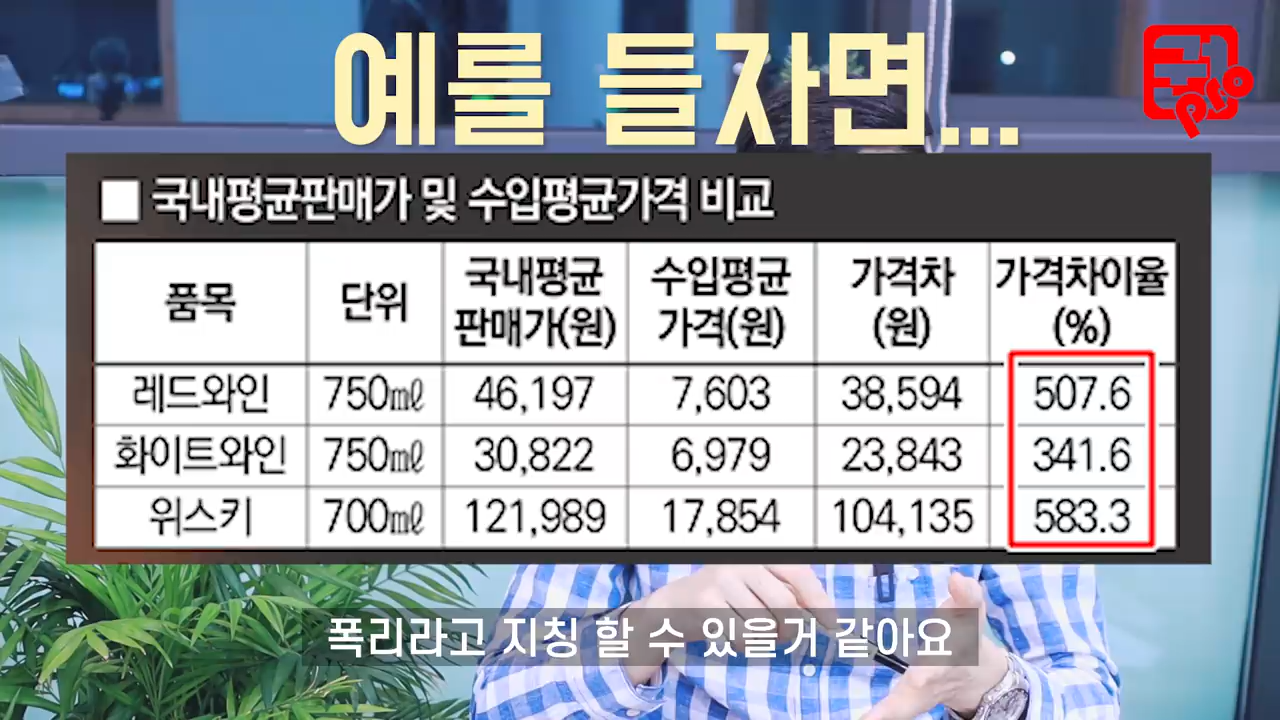 예를 들자면...
컴
pro
■ 국내평균판매가 및 수입평균가격 비교
품목 단위 국내평균 판매가(원) 수입평균 가격(원) 가격차 (원) 가격차이율 (%)
레드와인 750㎖ 46,197 7,603 38,594 507.6
화이트와인 750㎖ 30,822 6,979 23,843 341.6
위스키 700㎖ 121,989 17,854 104,135 583.3
폭리라고 지칭 할 수 있을거 같아요